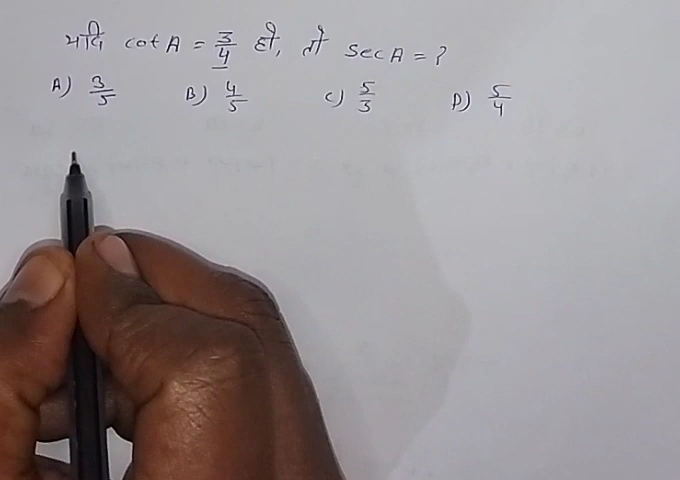 यदि cot A = 3/4 हो, तो sec A = ?
A) 3/5 B) 4/5 C) 5/3 D) 5/4